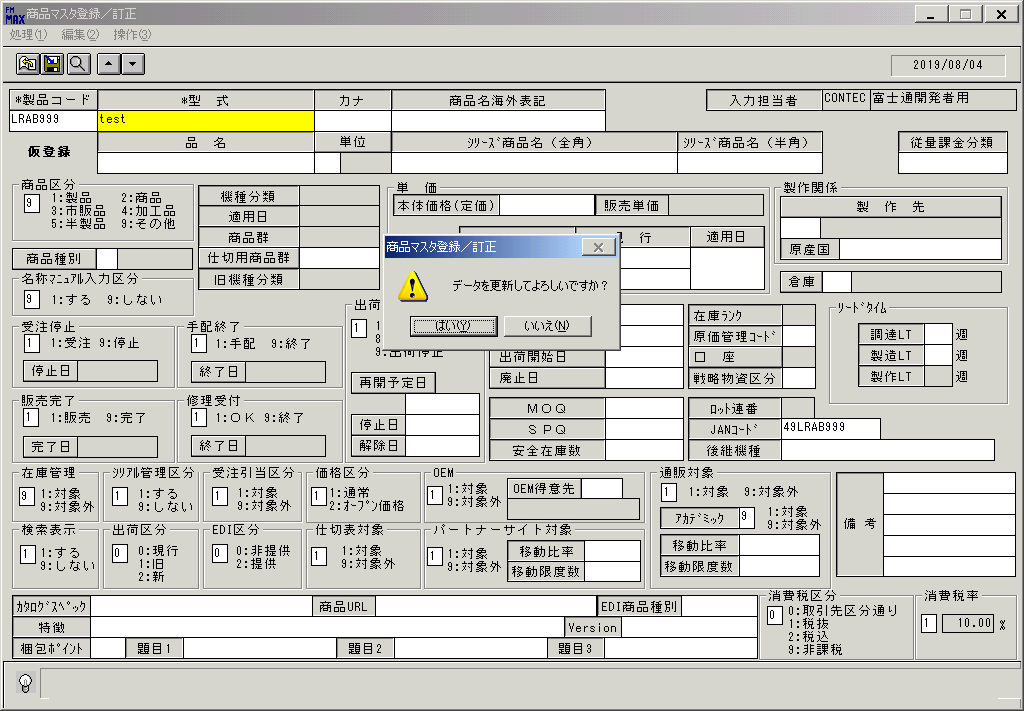 FM MAX 商品マスタ登録／訂正
処理(1) 編集(2) 操作(3)
2019/08/04
*製品コード *型 式 カナ 商品名海外表記 入力担当者 CONTEC 富士通開発者用
LRAB999 test
仮登録 品 名 単位 ｼﾘｰｽﾞ商品名（全角） ｼﾘｰｽﾞ商品名（半角） 従量課金分類
商品区分
9 1:製品 2:商品
3:市販品 4:加工品
5:半製品 9:その他
機種分類
適用日
商品群
仕切用商品群
旧機種分類
単 価
本体価格(定価) 販売単価
現 行 適用日
製作関係
製 作 先
原産国
商品種別
倉庫
名称ﾏﾆｭｱﾙ入力区分
9 1:する 9:しない
商品マスタ登録／訂正
データを更新してよろしいですか？
はい(Y) いいえ(N)
受注停止
1 1:受注 9:停止
停止日
手配終了
1 1:手配 9:終了
終了日
出荷
1
9:出荷停止
再開予定日
停止日
解除日
出荷開始日
廃止日
在庫ﾗﾝｸ
原価管理ｺｰﾄﾞ
口 座
戦略物資区分
ﾘｰﾄﾞﾀｲﾑ
調達LT 週
製造LT 週
製作LT 週
販売完了
1 1:販売 9:完了
完了日
修理受付
1 1:ＯＫ 9:終了
終了日
ＭＯＱ
ＳＰＱ
安全在庫数
ﾛｯﾄ連番
JANｺｰﾄﾞ 49LRAB999
後継機種
在庫管理
9 1:対象
9:対象外
ｼﾘｱﾙ管理区分
1 1:する
9:しない
受注引当区分
1 1:対象
9:対象外
価格区分
1 1:通常
2:ｵｰﾌﾟﾝ価格
OEM
1 1:対象
9:対象外
OEM得意先
通販対象
1 1:対象 9:対象外
ｱｶﾃﾞﾐｯｸ 9 1:対象
9:対象外
移動比率
移動限度数
備 考
検索表示
1 1:する
9:しない
出荷区分
0 0:現行
1:旧
2:新
EDI区分
0 0:非提供
2:提供
仕切表対象
1 1:対象
9:対象外
パートナーサイト対象
1 1:対象
9:対象外
移動比率
移動限度数
ｶﾀﾛｸﾞｽﾍﾟｯｸ 商品URL EDI商品種別
特徴 Version
梱包ﾎﾟｲﾝﾄ 題目1 題目2 題目3
消費税区分
0 0:取引先区分通り
1:税抜
2:税込
9:非課税
消費税率
1 10.00 %